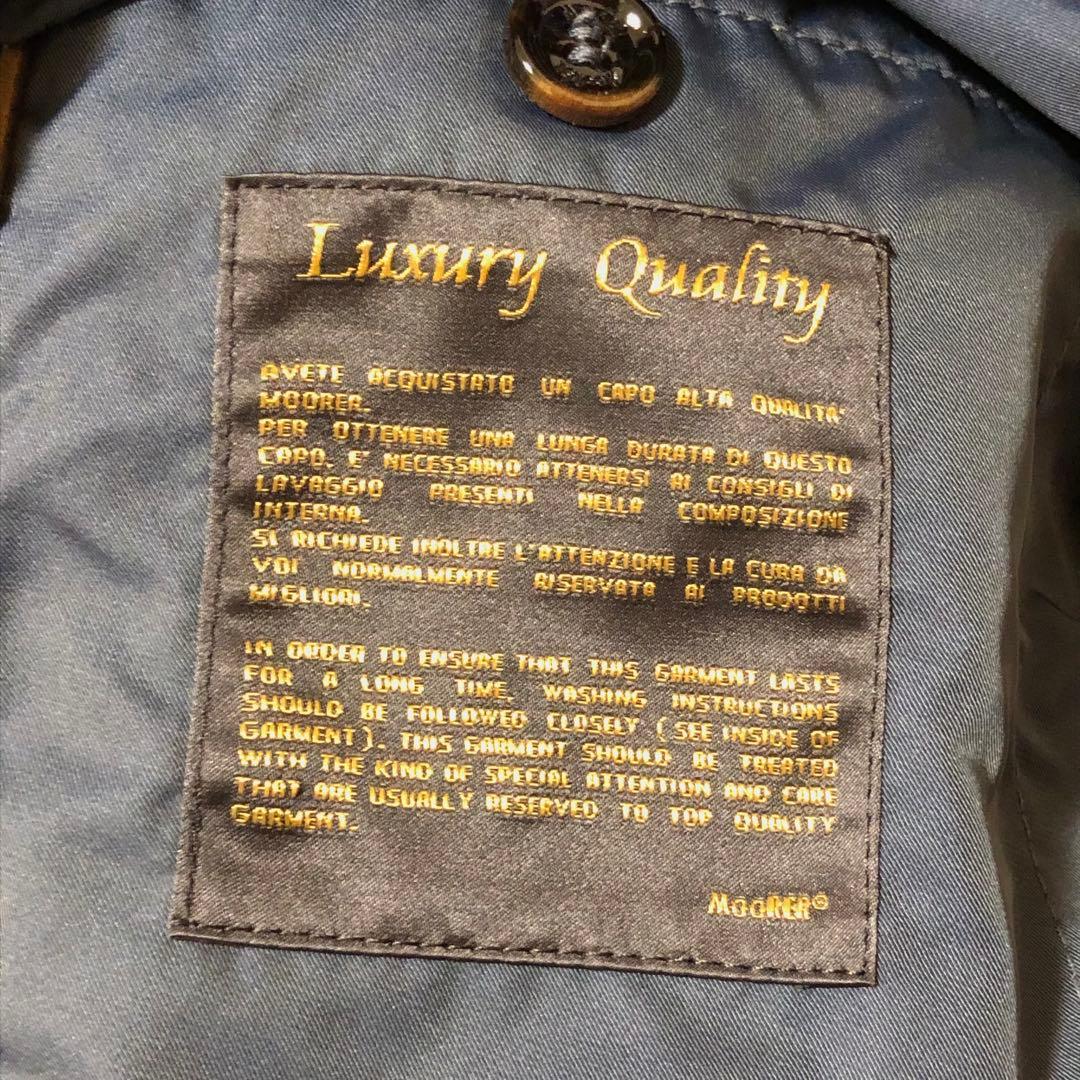 Luxury Quality
AVETE ACQUISTATO UN CAPO ALTA QUALITA'
MOORER.
PER OTTENERE UNA LUNGA DURATA DI QUESTO
CAPO, E' NECESSARIO ATTENERSI AI CONSIGLI DI
LAVAGGIO PRESENTI NELLA COMPOSIZIONE
INTERNA.
SI RICHIEDE INOLTRE L'ATTENZIONE E LA CURA DA
VOI NORMALMENTE RISERVATA AI PRODOTTI
MIGLIORI.
IN ORDER TO ENSURE THAT THIS GARMENT LASTS
FOR A LONG TIME, WASHING INSTRUCTIONS
SHOULD BE FOLLOWED CLOSELY (SEE INSIDE OF
GARMENT). THIS GARMENT SHOULD BE TREATED
WITH THE KIND OF SPECIAL ATTENTION AND CARE
THAT ARE USUALLY RESERVED TO TOP QUALITY
GARMENT.
MooRER®